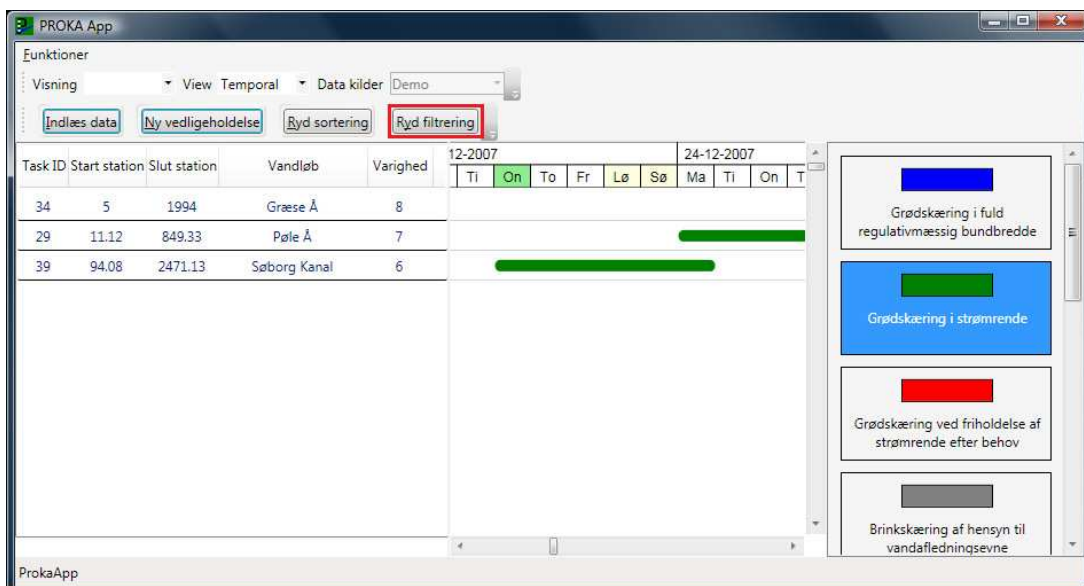 PROKA App
Funktioner
Visning View Temporal Data kilder Demo
Indlæs data Ny vedligeholdelse Ryd sortering Ryd filtrering
Task ID Start station Slut station Vandløb Varighed
12-2007 24-12-2007
Ti On To Fr Lø Sø Ma Ti On T
34 5 1994 Græse Å 8
29 11.12 849.33 Pøle Å 7
39 94.08 2471.13 Søborg Kanal 6
Grødskæring i fuld
regulativmæssig bundbredde
Grødskæring i strømrende
Grødskæring ved friholdelse af
strømrende efter behov
Brinkskæring af hensyn til
vandafledningsevne
ProkaApp